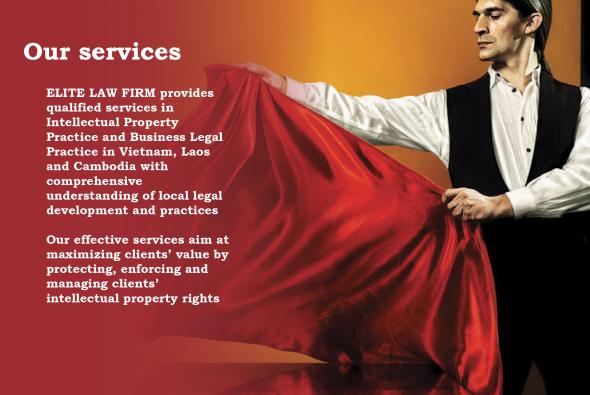 Our services
ELITE LAW FIRM provides
qualified services in
Intellectual Property
Practice and Business Legal
Practice in Vietnam, Laos
and Cambodia with
comprehensive
understanding of local legal
development and practices
Our effective services aim at
maximizing clients’ value by
protecting, enforcing and
managing clients’
intellectual property rights